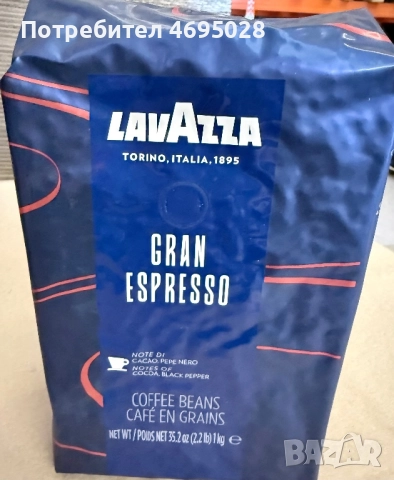 Потребител 4695028
LAVAZZA
TORINO, ITALIA, 1895
GRAN
ESPRESSO
NOTE DI
CACAO, PEPE NERO
NOTES OF
COCOA, BLACK PEPPER
COFFEE BEANS
CAFÉ EN GRAINS
NET WT / POIDS NET 35.2 oz (2,2 lb) 1 kg e
BAZAR